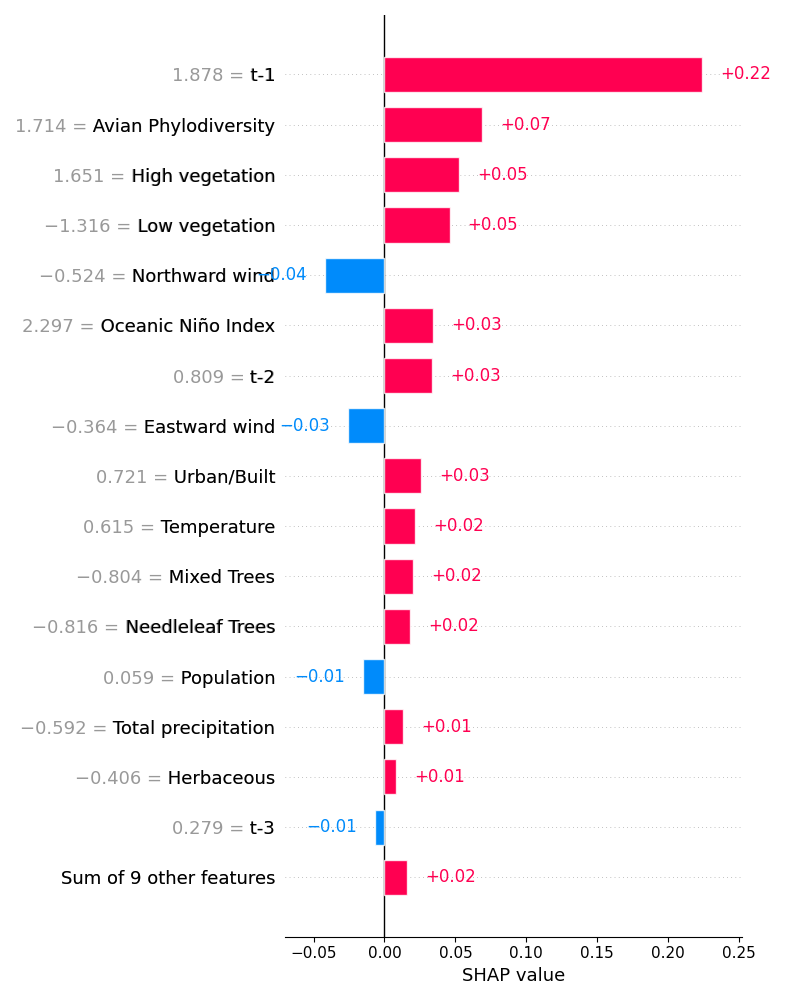 1.878 = t-1 +0.22
1.714 = Avian Phylodiversity +0.07
1.651 = High vegetation +0.05
−1.316 = Low vegetation +0.05
−0.524 = Northward wind −0.04
2.297 = Oceanic Niño Index +0.03
0.809 = t-2 +0.03
−0.364 = Eastward wind −0.03
0.721 = Urban/Built +0.03
0.615 = Temperature +0.02
−0.804 = Mixed Trees +0.02
−0.816 = Needleleaf Trees +0.02
0.059 = Population −0.01
−0.592 = Total precipitation +0.01
−0.406 = Herbaceous +0.01
0.279 = t-3 −0.01
Sum of 9 other features +0.02
−0.05 0.00 0.05 0.10 0.15 0.20 0.25
SHAP value